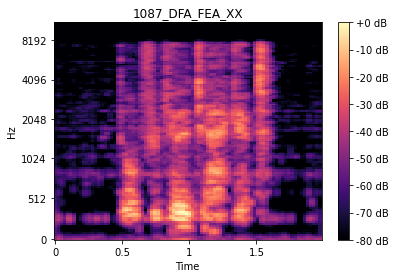 1087_DFA_FEA_XX
8192
4096
2048
1024
512
0
Hz
0
0.5
1
1.5
Time
+0 dB
-10 dB
-20 dB
-30 dB
-40 dB
-50 dB
-60 dB
-70 dB
-80 dB